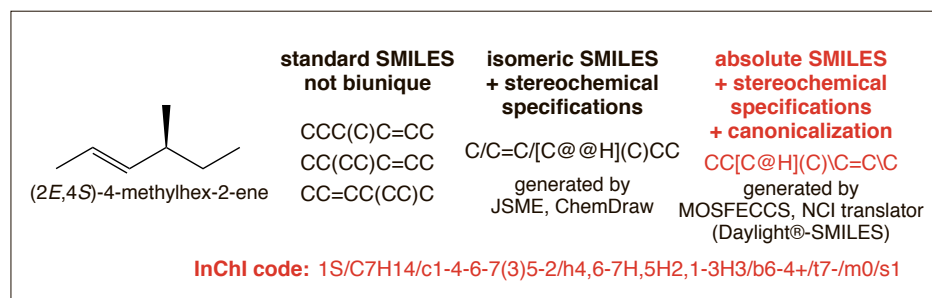 standard SMILES
not biunique
CCC(C)C=CC
CC(CC)C=CC
CC=CC(CC)C
isomeric SMILES
+ stereochemical
specifications
C/C=C/[C@@H](C)CC
generated by
JSME, ChemDraw
absolute SMILES
+ stereochemical
specifications
+ canonicalization
CC[C@H](C)\C=C\C
generated by
MOSFECCS, NCI translator
(Daylight®-SMILES)
(2E,4S)-4-methylhex-2-ene
InChI code: 1S/C7H14/c1-4-6-7(3)5-2/h4,6-7H,5H2,1-3H3/b6-4+/t7-/m0/s1